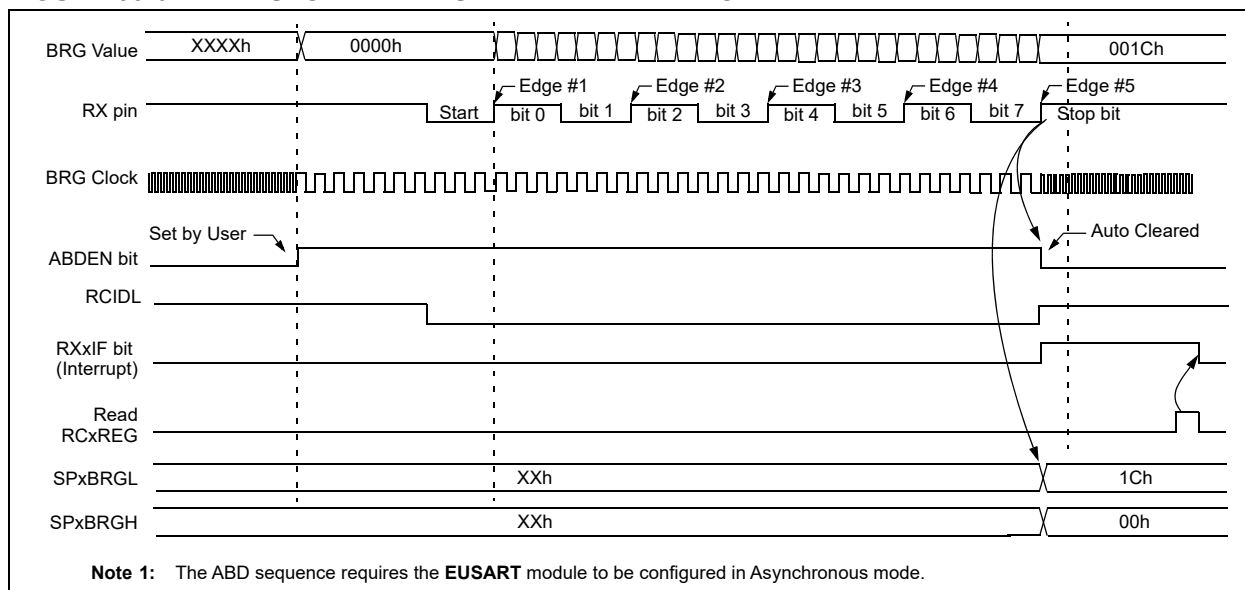 BRG Value XXXXh 0000h 001Ch
Edge #1 Edge #2 Edge #3 Edge #4 Edge #5
RX pin Start bit 0 bit 1 bit 2 bit 3 bit 4 bit 5 bit 6 bit 7 Stop bit
BRG Clock
Set by User Auto Cleared
ABDEN bit
RCIDL
RXxIF bit
(Interrupt)
Read
RCxREG
SPxBRGL XXh 1Ch
SPxBRGH XXh 00h
Note 1: The ABD sequence requires the EUSART module to be configured in Asynchronous mode.